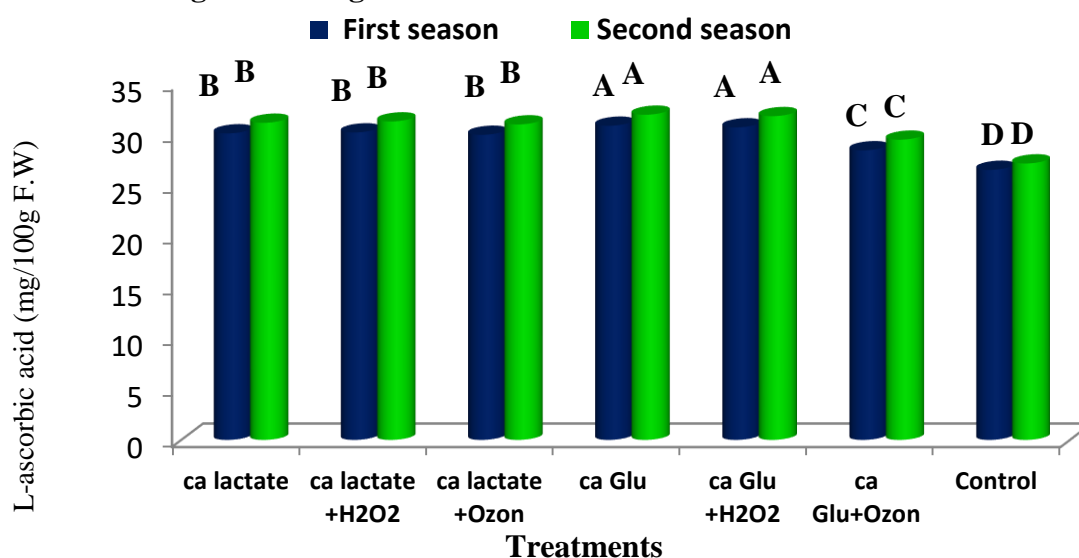 First season Second season
L-ascorbic acid (mg/100g F.W)
B B B B B B A A A A C C D D
35
30
25
20
15
10
5
0
ca lactate ca lactate ca lactate ca Glu ca Glu ca Control
+H2O2 +Ozon +H2O2 Glu+Ozon
Treatments